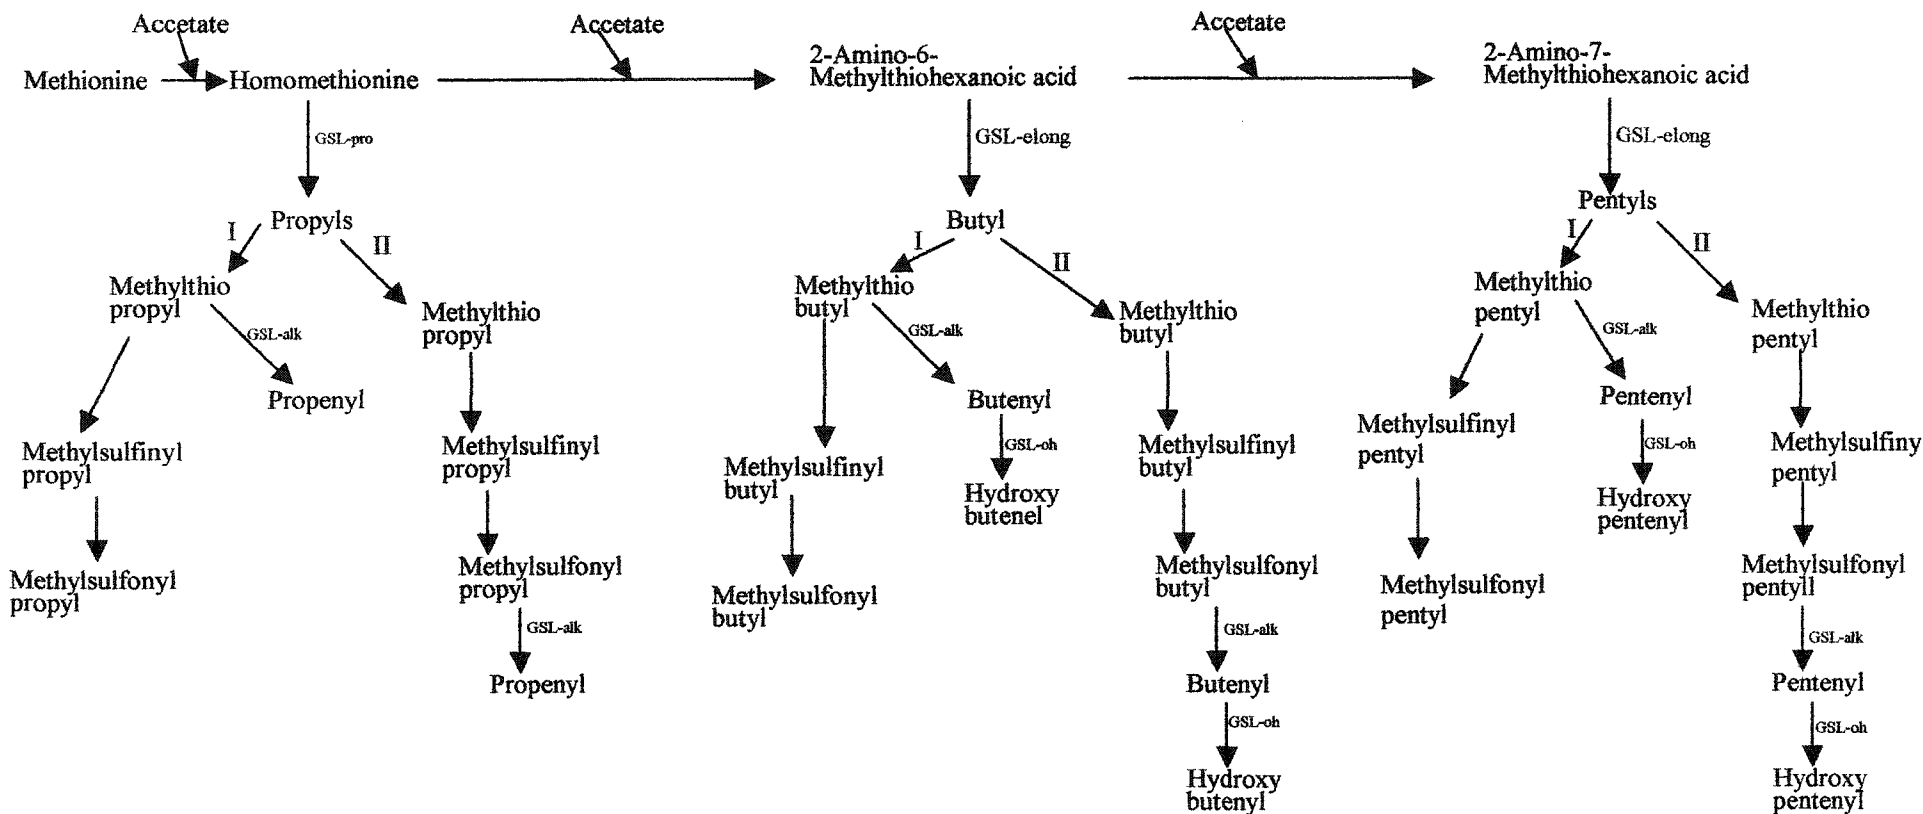 Accetate
Accetate
Accetate
Methionine
Homomethionine
2-Amino-6-
Methylthiohexanoic acid
2-Amino-7-
Methylthiohexanoic acid
GSL-pro
GSL-elong
GSL-elong
Propyls
Butyl
Pentyls
I
II
I
II
I
II
Methylthio
propyl
Methylthio
propyl
Methylthio
butyl
Methylthio
butyl
Methylthio
pentyl
Methylthio
pentyl
GSL-alk
GSL-alk
GSL-alk
Propenyl
Butenyl
Pentenyl
Methylsulfinyl
propyl
Methylsulfinyl
propyl
Methylsulfinyl
butyl
GSL-oh
Methylsulfinyl
butyl
Methylsulfinyl
pentyl
GSL-oh
Methylsulfiny
pentyl
Hydroxy
butenel
Hydroxy
pentenyl
Methylsulfonyl
propyl
Methylsulfonyl
propyl
Methylsulfonyl
butyl
Methylsulfonyl
butyl
Methylsulfonyl
pentyl
Methylsulfonyl
pentyll
GSL-alk
GSL-alk
GSL-alk
Propenyl
Butenyl
Pentenyl
GSL-oh
GSL-oh
Hydroxy
butenyl
Hydroxy
pentenyl